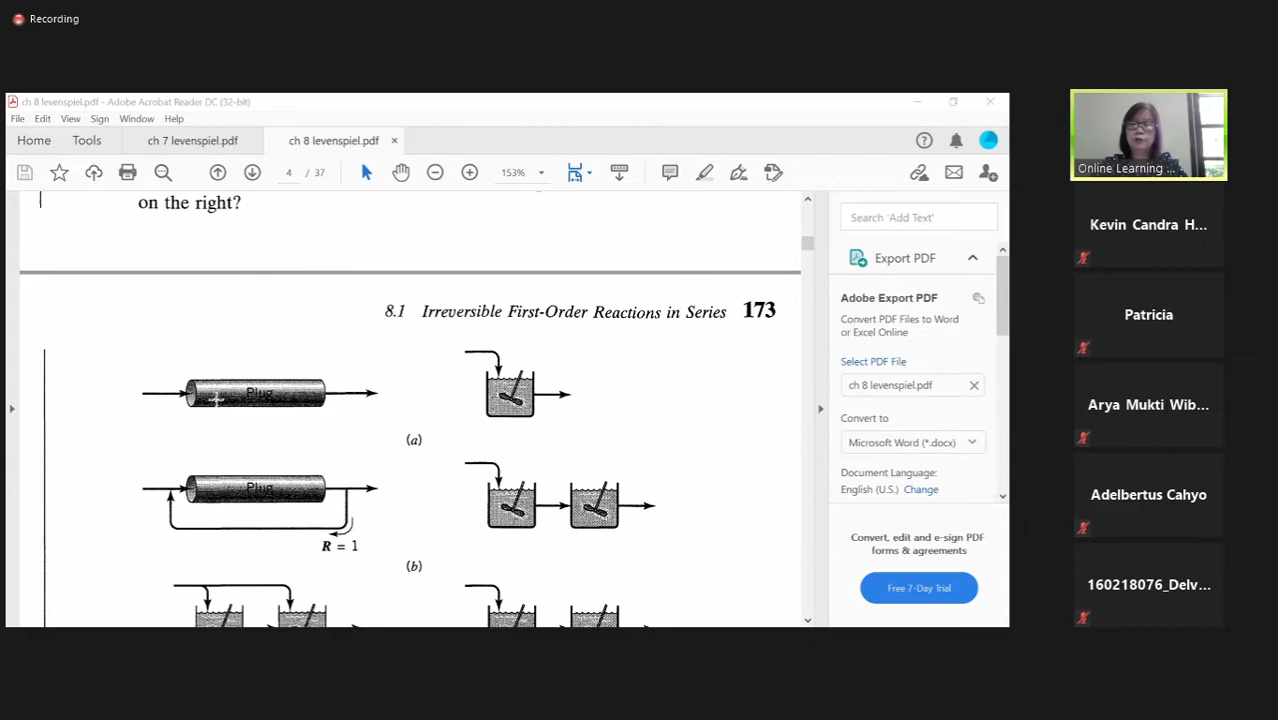 Recording
ch 8 levenspiel.pdf - Adobe Acrobat Reader DC (32-bit)
File Edit View Sign Window Help
Home Tools ch 7 levenspiel.pdf ch 8 levenspiel.pdf
4 / 37 153%
on the right?
8.1 Irreversible First-Order Reactions in Series 173
Plug
(a)
Plug
R = 1
(b)
Search 'Add Text'
Export PDF
Adobe Export PDF
Convert PDF Files to Word
or Excel Online
Select PDF File
ch 8 levenspiel.pdf
Convert to
Microsoft Word (*.docx)
Document Language:
English (U.S.) Change
Convert, edit and e-sign PDF
forms & agreements
Free 7-Day Trial
Online Learning ...
Kevin Candra H...
Patricia
Arya Mukti Wib...
Adelbertus Cahyo
160218076_Delv...